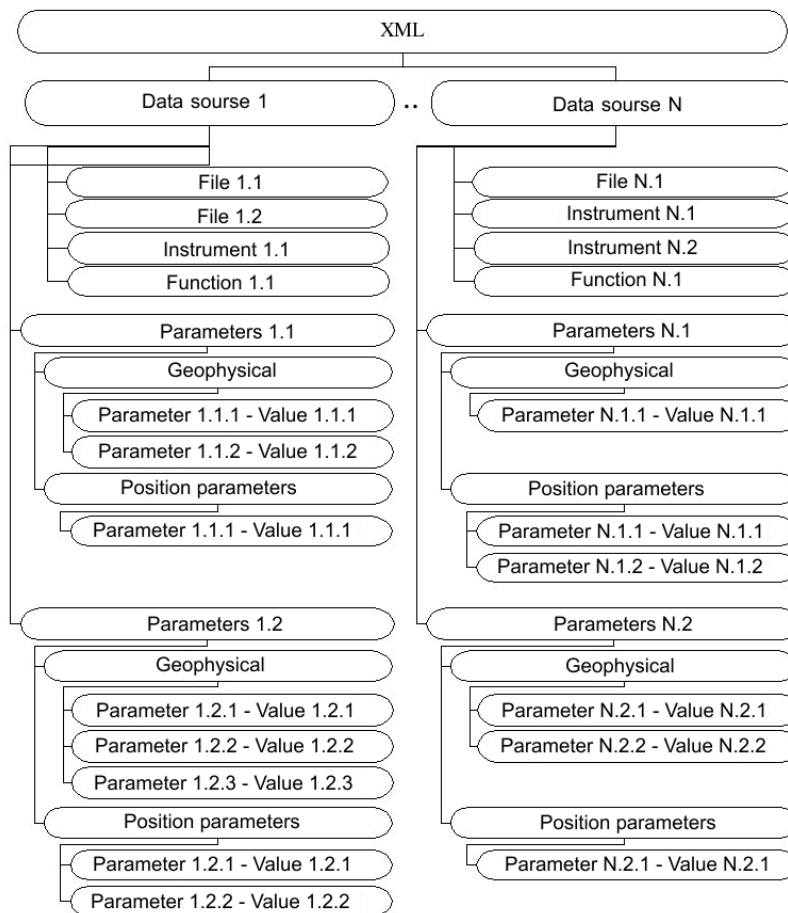 XML
Data sourse 1
..
Data sourse N
File 1.1
File 1.2
Instrument 1.1
Function 1.1
Parameters 1.1
Geophysical
Parameter 1.1.1 - Value 1.1.1
Parameter 1.1.2 - Value 1.1.2
Position parameters
Parameter 1.1.1 - Value 1.1.1
Parameters 1.2
Geophysical
Parameter 1.2.1 - Value 1.2.1
Parameter 1.2.2 - Value 1.2.2
Parameter 1.2.3 - Value 1.2.3
Position parameters
Parameter 1.2.1 - Value 1.2.1
Parameter 1.2.2 - Value 1.2.2
File N.1
Instrument N.1
Instrument N.2
Function N.1
Parameters N.1
Geophysical
Parameter N.1.1 - Value N.1.1
Position parameters
Parameter N.1.1 - Value N.1.1
Parameter N.1.2 - Value N.1.2
Parameters N.2
Geophysical
Parameter N.2.1 - Value N.2.1
Parameter N.2.2 - Value N.2.2
Position parameters
Parameter N.2.1 - Value N.2.1